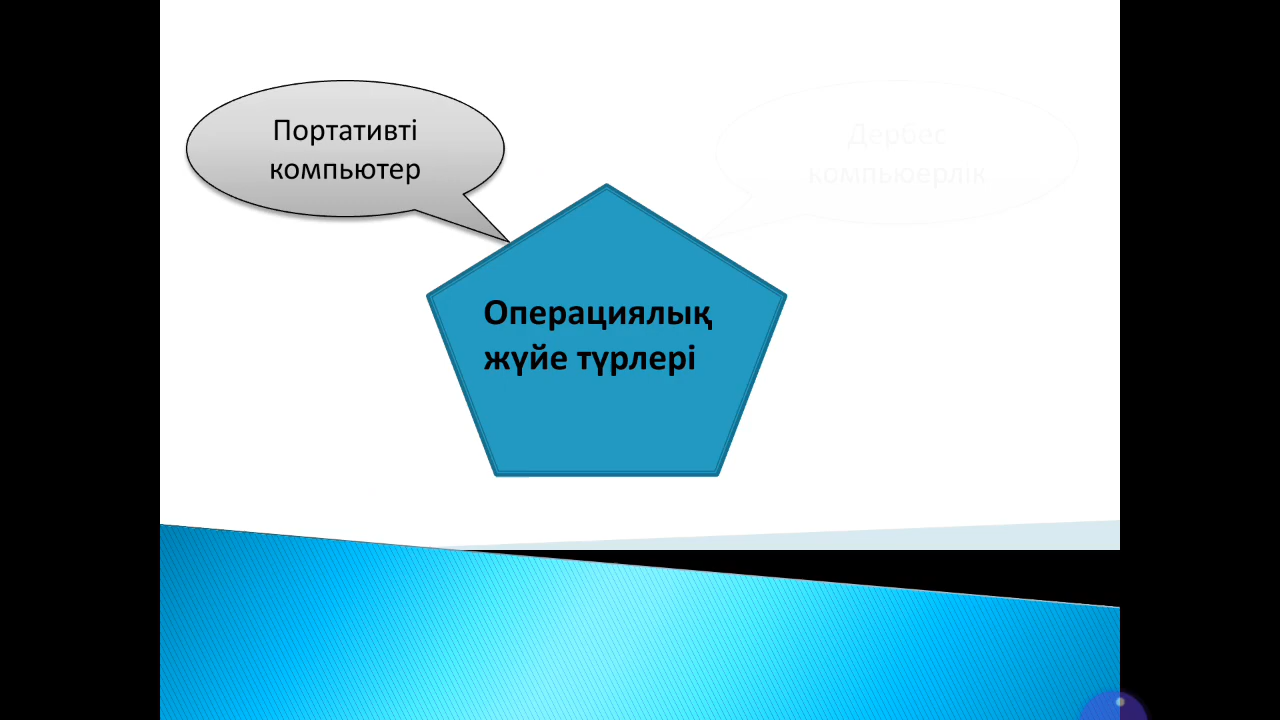 Портативті
компьютер
Дербес
компьюерлік
Операциялық
жүйе түрлері